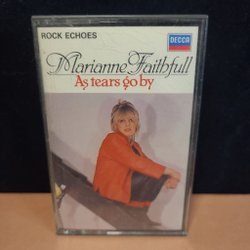 ROCK ECHOES
DECCA
Marianne Faithfull
As tears go by